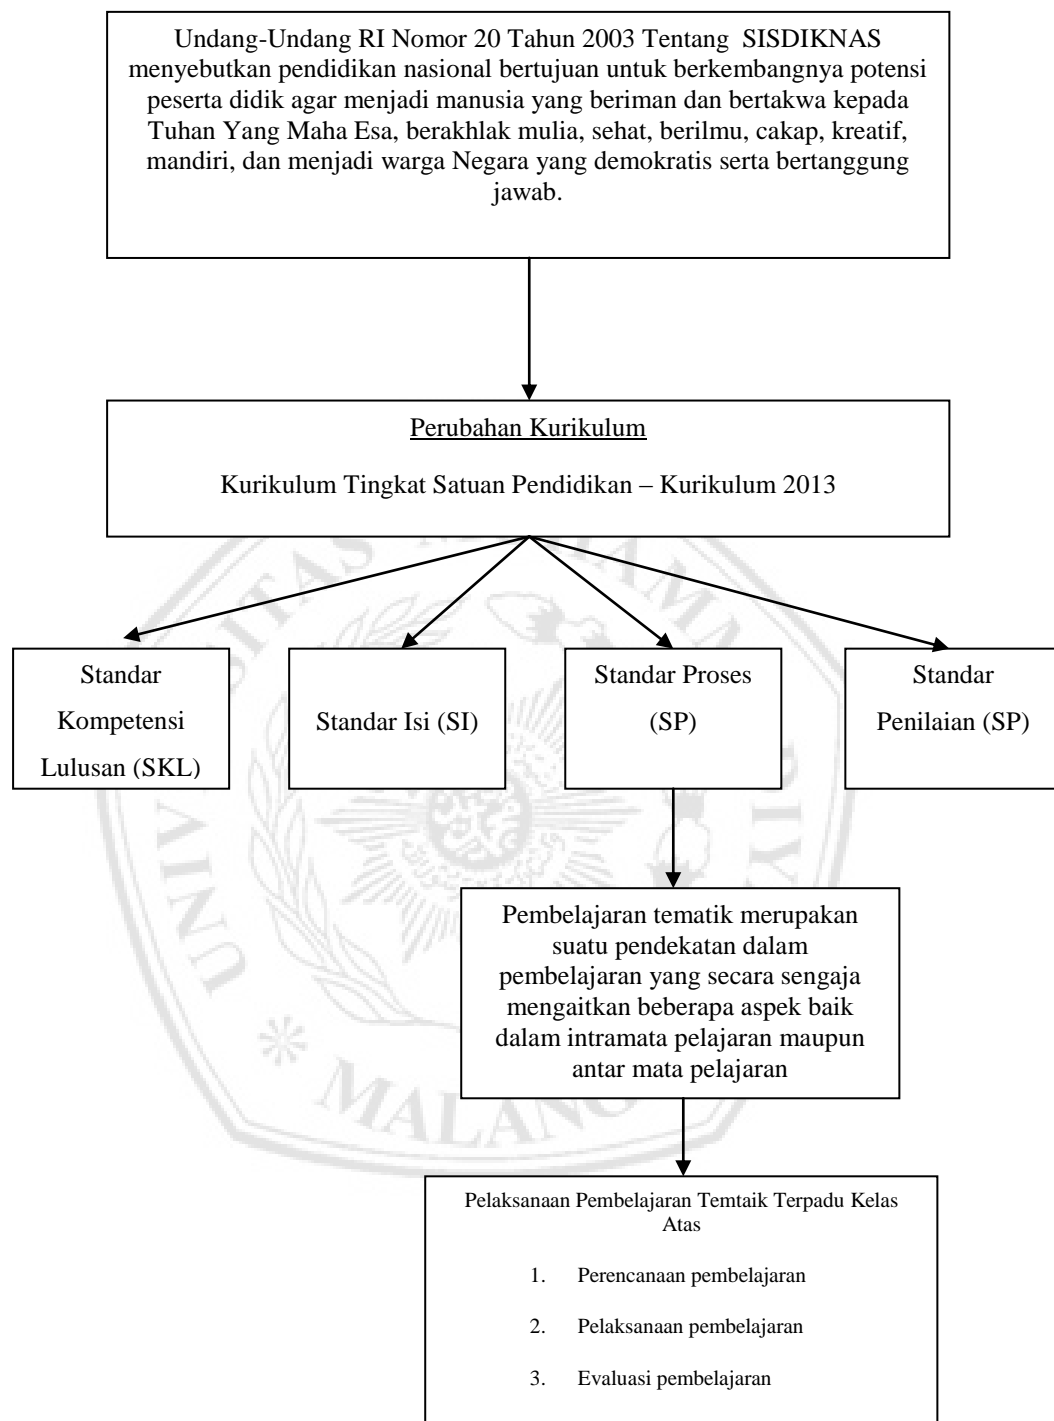 Undang-Undang RI Nomor 20 Tahun 2003 Tentang SISDIKNAS
menyebutkan pendidikan nasional bertujuan untuk berkembangnya potensi
peserta didik agar menjadi manusia yang beriman dan bertakwa kepada
Tuhan Yang Maha Esa, berakhlak mulia, sehat, berilmu, cakap, kreatif,
mandiri, dan menjadi warga Negara yang demokratis serta bertanggung
jawab.
Perubahan Kurikulum
Kurikulum Tingkat Satuan Pendidikan – Kurikulum 2013
Standar
Kompetensi
Lulusan (SKL)
Standar Isi (SI)
Standar Proses
(SP)
Standar
Penilaian (SP)
Pembelajaran tematik merupakan
suatu pendekatan dalam
pembelajaran yang secara sengaja
mengaitkan beberapa aspek baik
dalam intramata pelajaran maupun
antar mata pelajaran
Pelaksanaan Pembelajaran Temtaik Terpadu Kelas
Atas
1. Perencanaan pembelajaran
2. Pelaksanaan pembelajaran
3. Evaluasi pembelajaran
MALANG